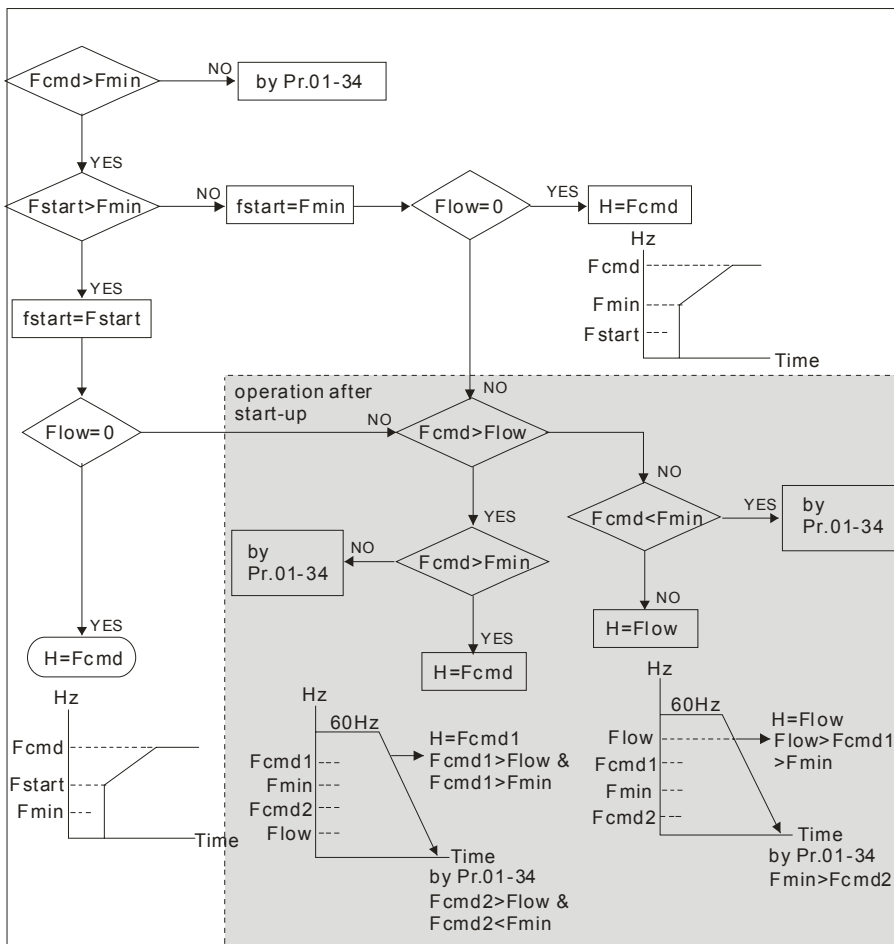 Fcmd>Fmin
NO
by Pr.01-34
YES
Fstart>Fmin
NO
fstart=Fmin
Flow=0
YES
H=Fcmd
Hz
Fcmd
Fmin
Fstart
Time
YES
fstart=Fstart
NO
operation after
start-up
Flow=0
NO
Fcmd>Flow
NO
YES
Fcmd<Fmin
YES
by
Pr.01-34
by
Pr.01-34
NO
Fcmd>Fmin
NO
H=Flow
YES
H=Fcmd
YES
H=Fcmd
Hz
Fcmd
Fstart
Fmin
Time
Hz
60Hz
Fcmd1
Fmin
Fcmd2
Flow
H=Fcmd1
Fcmd1>Flow &
Fcmd1>Fmin
Time
by Pr.01-34
Fcmd2>Flow &
Fcmd2<Fmin
Hz
60Hz
Flow
Fcmd1
Fmin
Fcmd2
H=Flow
Flow>Fcmd1
>Fmin
Time
by Pr.01-34
Fmin>Fcmd2